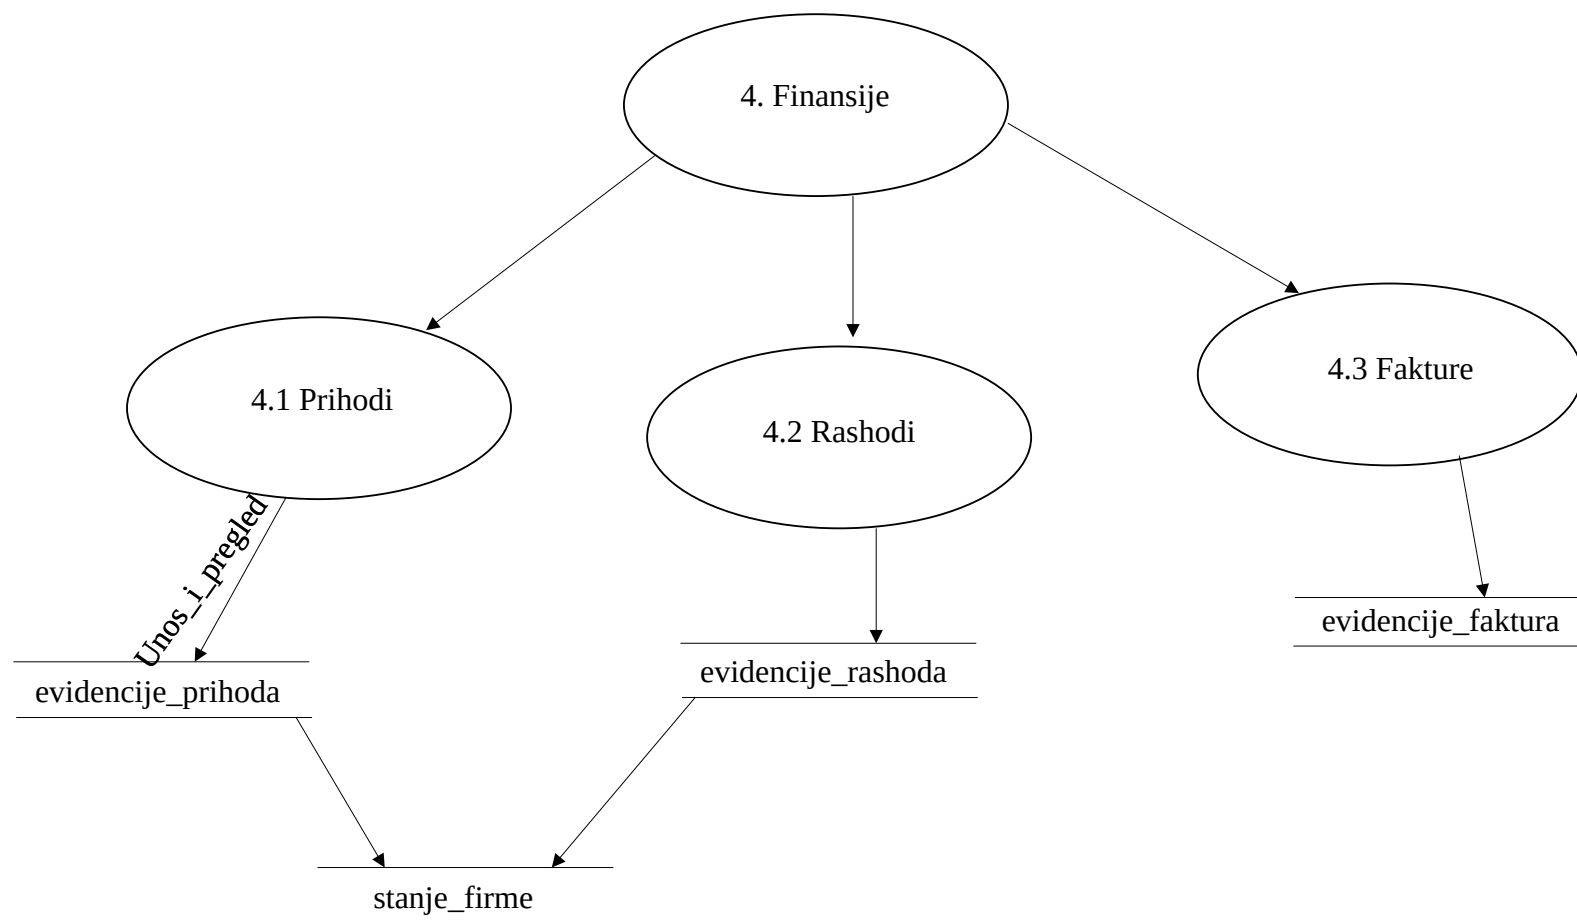 4. Finansije
4.1 Prihodi
4.2 Rashodi
4.3 Fakture
Unos_i_pregled
evidencije_prihoda
evidencije_rashoda
evidencije_faktura
stanje_firme